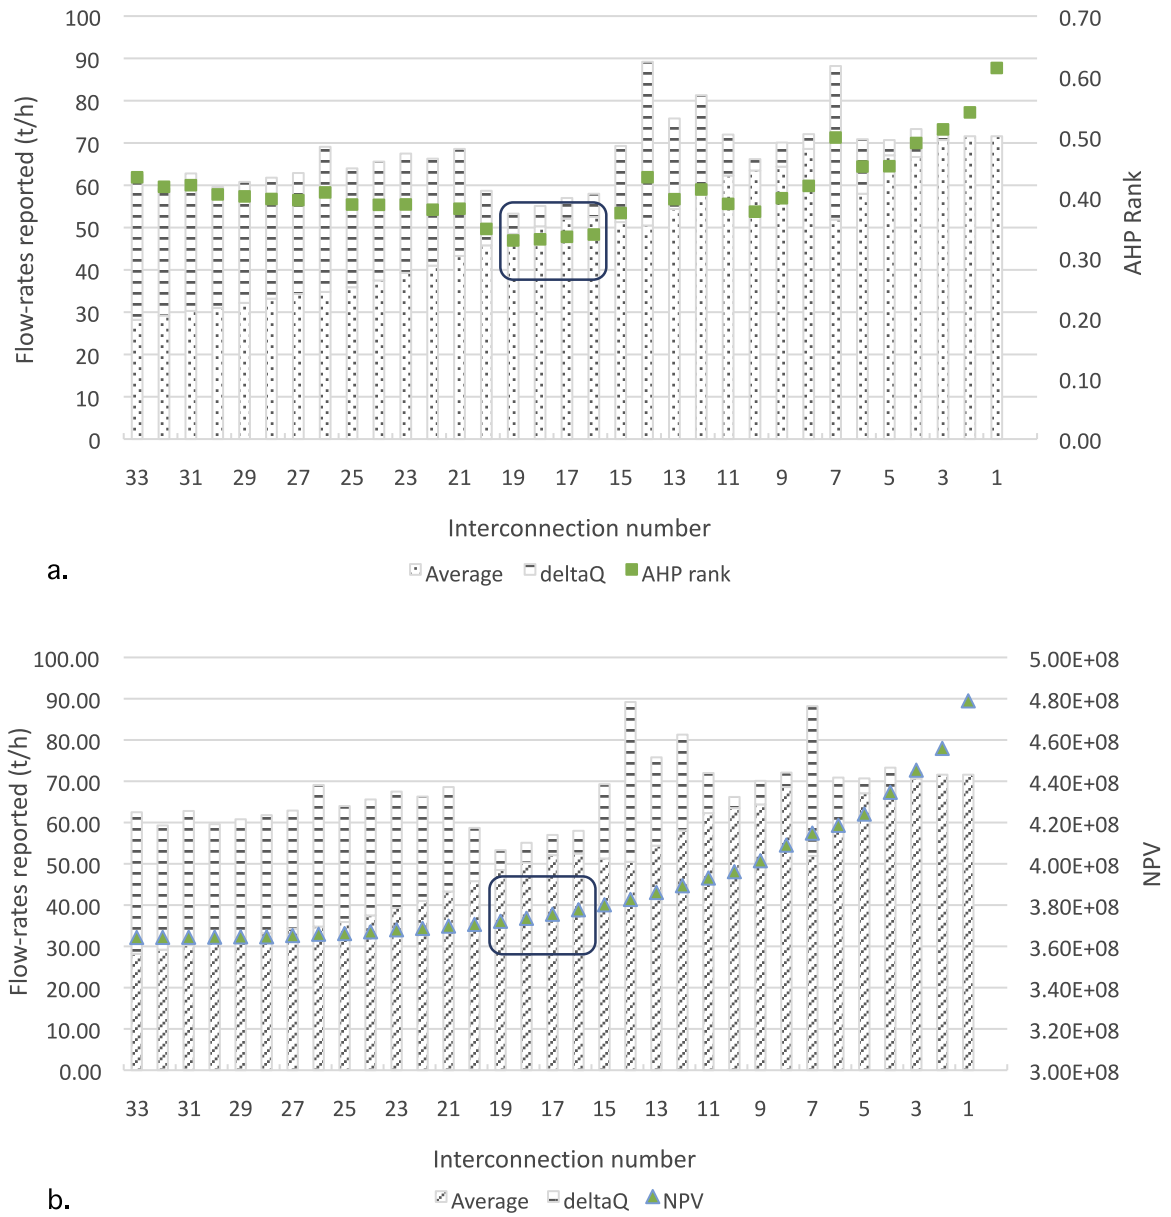 100
90
80
70
60
50
40
30
20
10
0
Flow-rates reported (t/h)
0.70
0.60
0.50
0.40
0.30
0.20
0.10
0.00
AHP Rank
33 31 29 27 25 23 21 19 17 15 13 11 9 7 5 3 1
Interconnection number
a.
Average deltaQ AHP rank
100.00
90.00
80.00
70.00
60.00
50.00
40.00
30.00
20.00
10.00
0.00
Flow-rates reported (t/h)
5.00E+08
4.80E+08
4.60E+08
4.40E+08
4.20E+08
4.00E+08
3.80E+08
3.60E+08
3.40E+08
3.20E+08
3.00E+08
NPV
33 31 29 27 25 23 21 19 17 15 13 11 9 7 5 3 1
Interconnection number
b.
Average deltaQ NPV